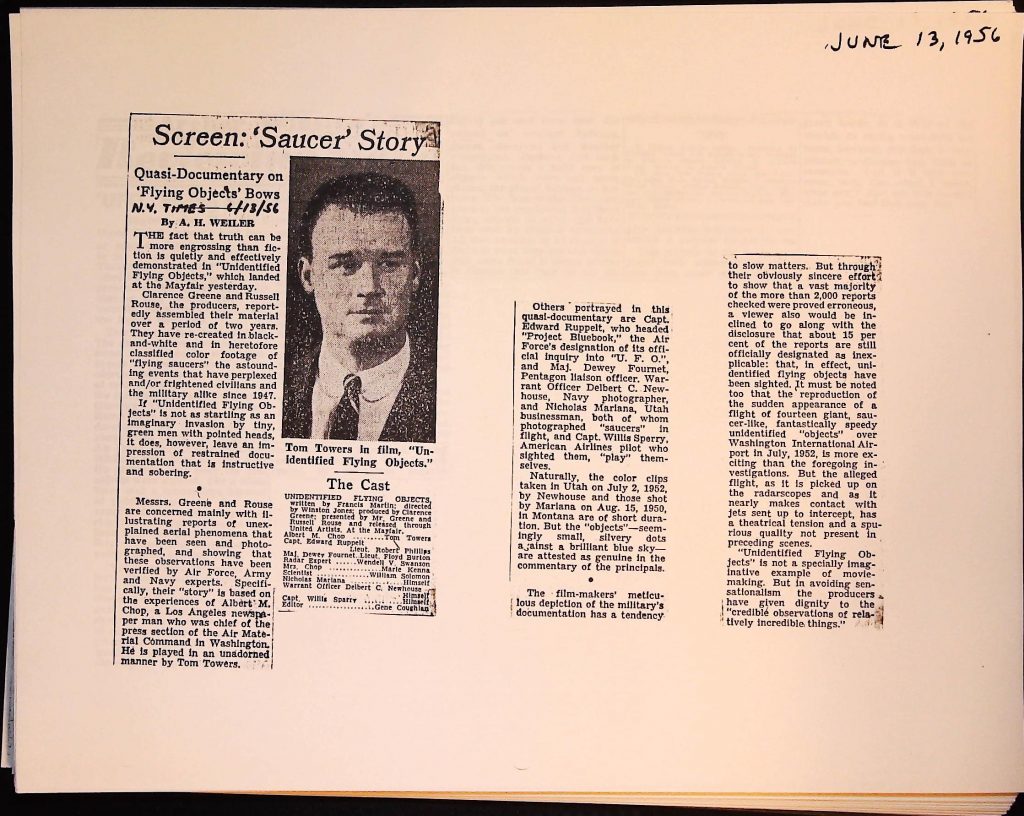 JUNE 13, 1956
Screen: 'Saucer' Story
Quasi-Documentary on
'Flying Objects' Bows
N.Y. TIMES 6/13/56
By A. H. WEILER
THE fact that truth can be
more engrossing than fic-
tion is quietly and effectively
demonstrated in "Unidentified
Flying Objects," which landed
at the Mayfair yesterday.
Clarence Greene and Russell
Rouse, the producers, report-
edly assembled their material
over a period of two years.
They have re-created in black-
and-white and in heretofore
classified color footage of
"flying saucers" the astound-
ing events that have perplexed
and/or frightened civilians and
the military alike since 1947.
If "Unidentified Flying Ob-
jects" is not as startling as an
imaginary invasion by tiny,
green men with pointed heads,
it does, however, leave an im-
pression of restrained docu-
mentation that is instructive
and sobering.
•
Messrs. Greene and Rouse
are concerned mainly with il-
lustrating reports of unex-
plained aerial phenomena that
have been seen and photo-
graphed, and showing that
these observations have been
verified by Air Force, Army
and Navy experts. Specifi-
cally, their "story" is based on
the experiences of Albert M.
Chop, a Los Angeles newspa-
per man who was chief of the
press section of the Air Mate-
rial Command in Washington.
He is played in an unadorned
manner by Tom Towers.
Tom Towers in film, "Un-
identified Flying Objects."
The Cast
UNIDENTIFIED FLYING OBJECTS,
written by Francis Martin; directed
by Winston Jones; produced by Clarence
Greene; presented by Mr. Greene and
Russell Rouse and released through
United Artists. At the Mayfair.
Albert M. Chop ..........Tom Towers
Capt. Edward Ruppelt
Lieut. Robert Phillips
Maj. Dewey Fournet.Lieut. Floyd Burton
Radar Expert ......Wendell V. Swanson
Mrs. Chop ..............Marie Kenna
Scientist ............William Solomon
Nicholas Mariana ............Himself
Warrant Officer Delbert C. Newhouse
Himself
Capt. Willis Sparry ........Himself
Editor ................Gene Coughlan
Others portrayed in this
quasi-documentary are Capt.
Edward Ruppelt, who headed
"Project Bluebook," the Air
Force's designation of its offi-
cial inquiry into "U. F. O.",
and Maj. Dewey Fournet,
Pentagon liaison officer. War-
rant Officer Delbert C. New-
house, Navy photographer,
and Nicholas Mariana, Utah
businessman, both of whom
photographed "saucers" in
flight, and Capt. Willis Sperry,
American Airlines pilot who
sighted them, "play" them-
selves.
Naturally, the color clips
taken in Utah on July 2, 1952,
by Newhouse and those shot
by Mariana on Aug. 15, 1950,
in Montana are of short dura-
tion. But the "objects"—seem-
ingly small, silvery dots
against a brilliant blue sky—
are attested as genuine in the
commentary of the principals.
•
The film-makers' meticu-
lous depiction of the military's
documentation has a tendency
to slow matters. But through
their obviously sincere effort
to show that a vast majority
of the more than 2,000 reports
checked were proved erroneous,
a viewer also would be in-
clined to go along with the
disclosure that about 15 per
cent of the reports are still
officially designated as inex-
plicable: that, in effect, uni-
dentified flying objects have
been sighted. It must be noted
too that the reproduction of
the sudden appearance of a
flight of fourteen giant, sau-
cer-like, fantastically speedy
unidentified "objects" over
Washington International Air-
port in July, 1952, is more ex-
citing than the foregoing in-
vestigations. But the alleged
flight, as it is picked up on
the radarscopes and as it
nearly makes contact with
jets sent up to intercept, has
a theatrical tension and a spu-
rious quality not present in
preceding scenes.
"Unidentified Flying Ob-
jects" is not a specially imag-
inative example of movie-
making. But in avoiding sen-
sationalism the producers
have given dignity to the
"credible observations of rela-
tively incredible things."